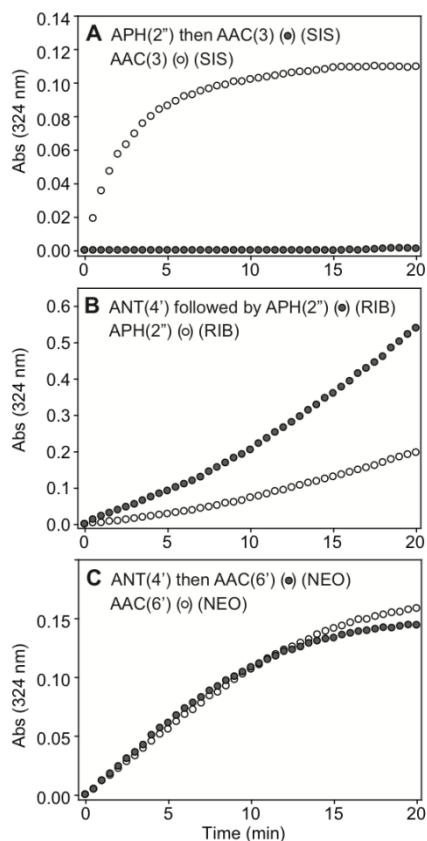 A APH(2") then AAC(3) (●) (SIS)
AAC(3) (○) (SIS)
Abs (324 nm)
0.12
0.10
0.08
0.06
0.04
0.02
0.00
0 5 10 15 20
B ANT(4') followed by APH(2") (●) (RIB)
APH(2") (○) (RIB)
Abs (324 nm)
0.6
0.5
0.4
0.3
0.2
0.1
0.0
0 5 10 15 20
C ANT(4') then AAC(6') (●) (NEO)
AAC(6') (○) (NEO)
Abs (324 nm)
0.15
0.10
0.05
0.00
0 5 10 15 20
Time (min)